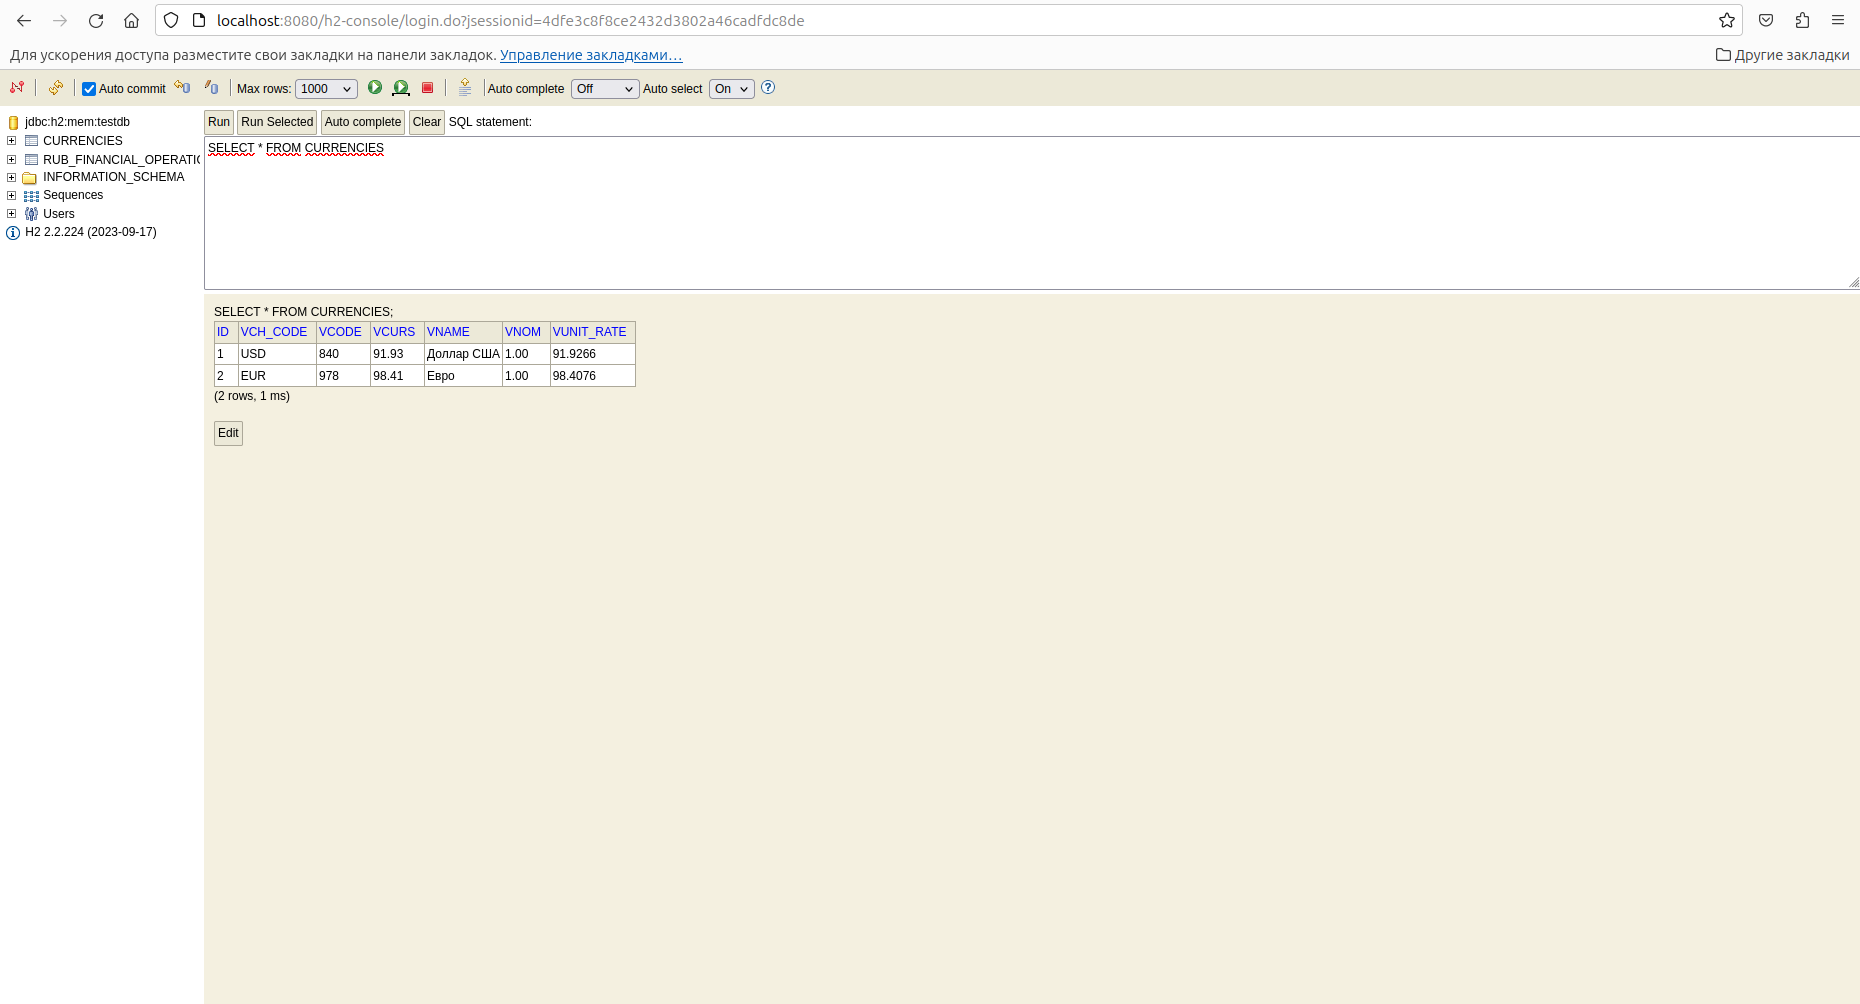 localhost:8080/h2-console/login.do?jsessionid=4dfe3c8f8ce2432d3802a46cadfdc8de
Для ускорения доступа разместите свои закладки на панели закладок. Управление закладками… Другие закладки
Auto commit Max rows: 1000 Auto complete Off Auto select On
jdbc:h2:mem:testdb
CURRENCIES
RUB_FINANCIAL_OPERATIO
INFORMATION_SCHEMA
Sequences
Users
H2 2.2.224 (2023-09-17)
Run Run Selected Auto complete Clear SQL statement:
SELECT * FROM CURRENCIES
SELECT * FROM CURRENCIES;
ID VCH_CODE VCODE VCURS VNAME VNOM VUNIT_RATE
1 USD 840 91.93 Доллар США 1.00 91.9266
2 EUR 978 98.41 Евро 1.00 98.4076
(2 rows, 1 ms)
Edit